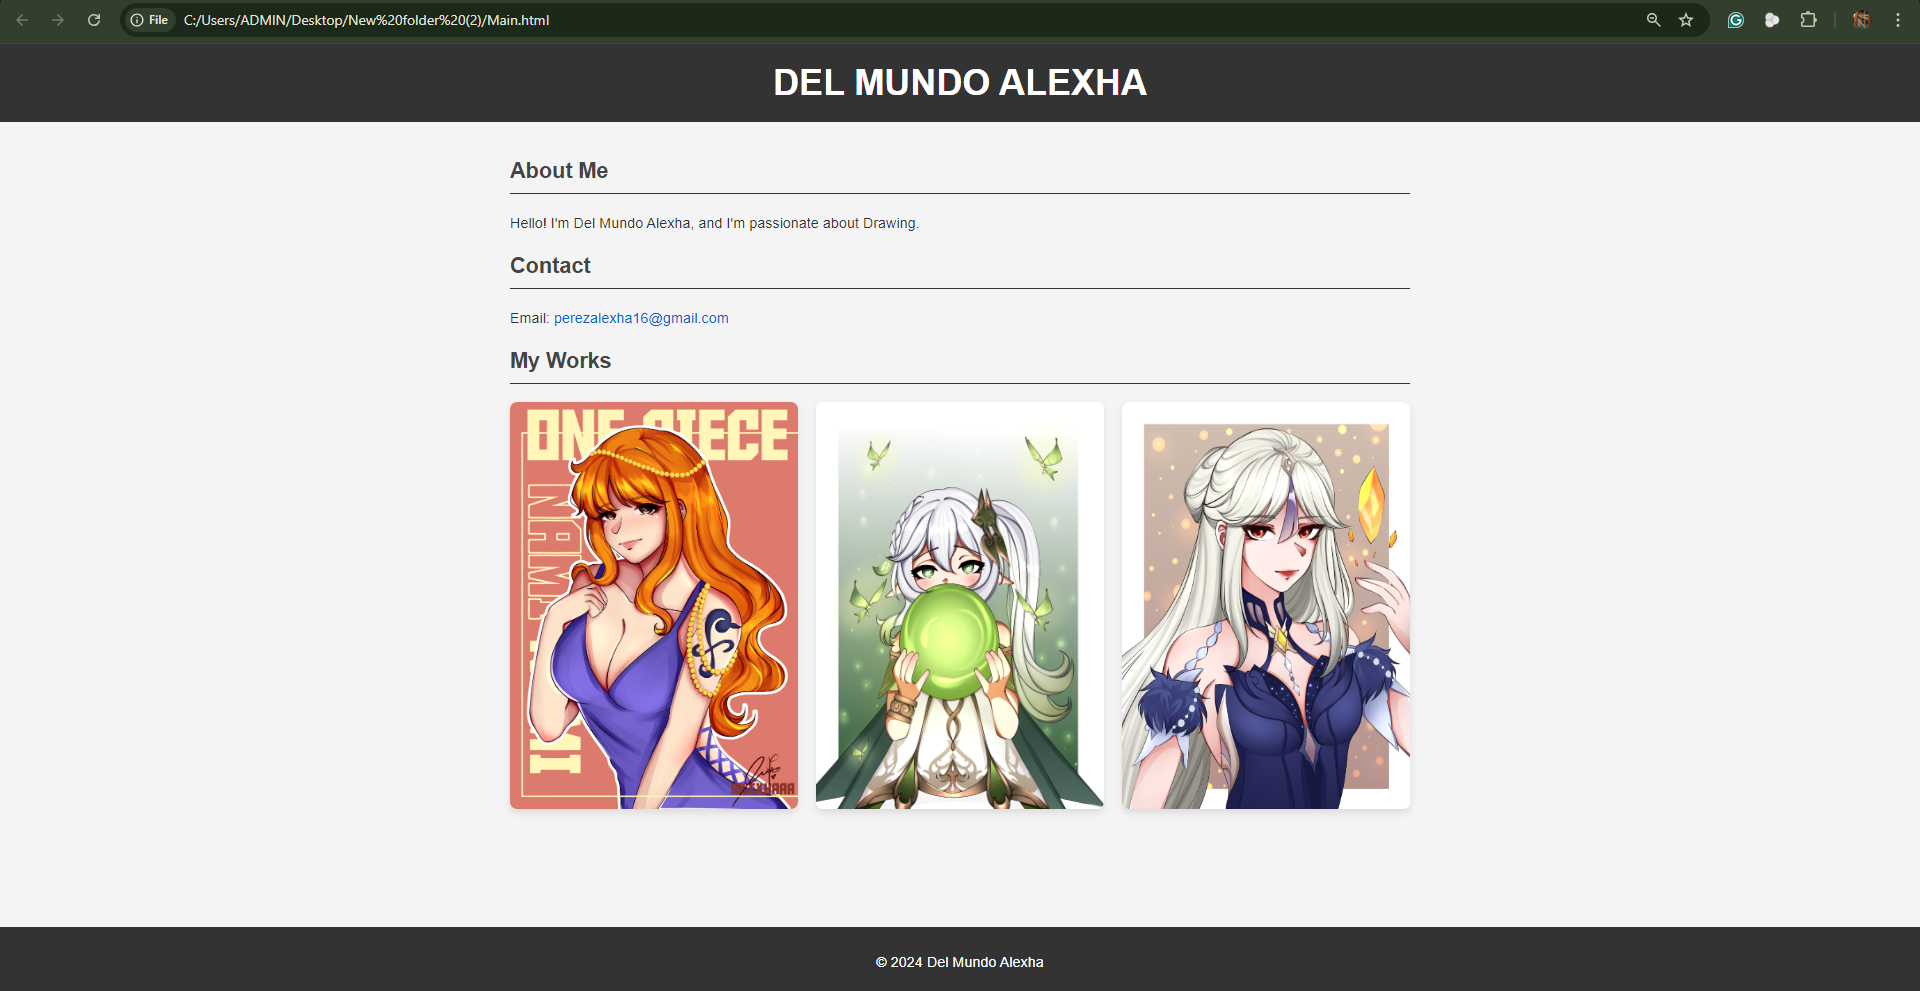 File C:/Users/ADMIN/Desktop/New%20folder%20(2)/Main.html
DEL MUNDO ALEXHA
About Me
Hello! I'm Del Mundo Alexha, and I'm passionate about Drawing.
Contact
Email: perezalexha16@gmail.com
My Works
ONE PIECE
NAMI
© 2024 Del Mundo Alexha